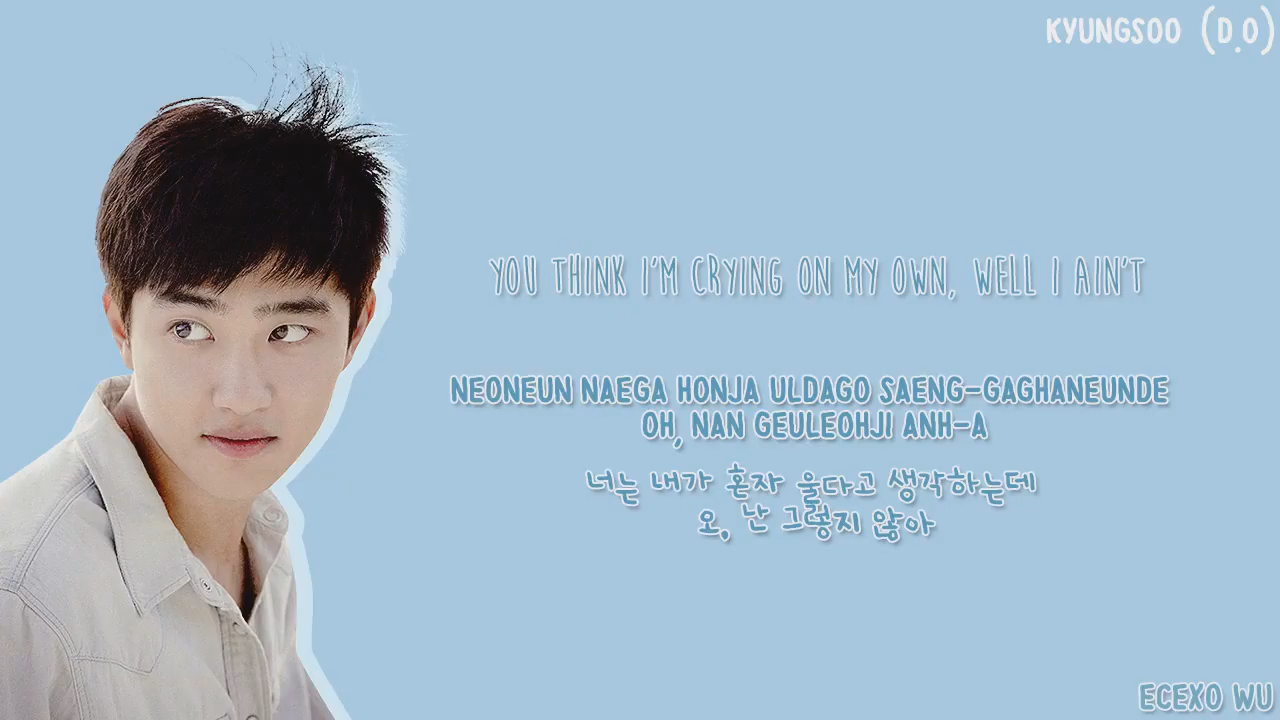 KYUNGSOO (D.O)
YOU THINK I'M CRYING ON MY OWN, WELL I AIN'T
NEONEUN NAEGA HONJA ULDAGO SAENG-GAGHANEUNDE
OH, NAN GEULEOHJI ANH-A
너는 내가 혼자 울다고 생각하는데
오, 난 그렇지 않아
ECEXO WU